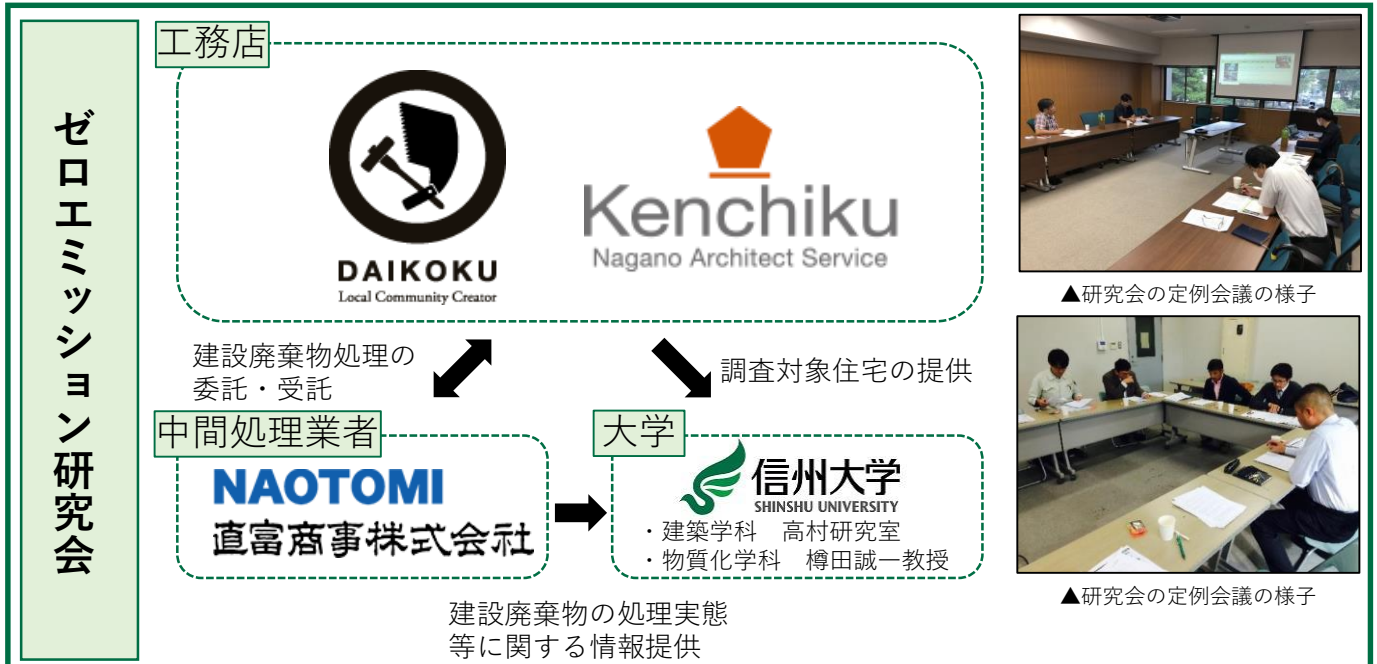 ゼロエミッション研究会
工務店
DAIKOKU
Local Community Creator
Kenchiku
Nagano Architect Service
建設廃棄物処理の
委託・受託
調査対象住宅の提供
中間処理業者
NAOTOMI
直富商事株式会社
大学
信州大学
SHINSHU UNIVERSITY
・建築学科　高村研究室
・物質化学科　樽田誠一教授
建設廃棄物の処理実態
等に関する情報提供
▲研究会の定例会議の様子
▲研究会の定例会議の様子